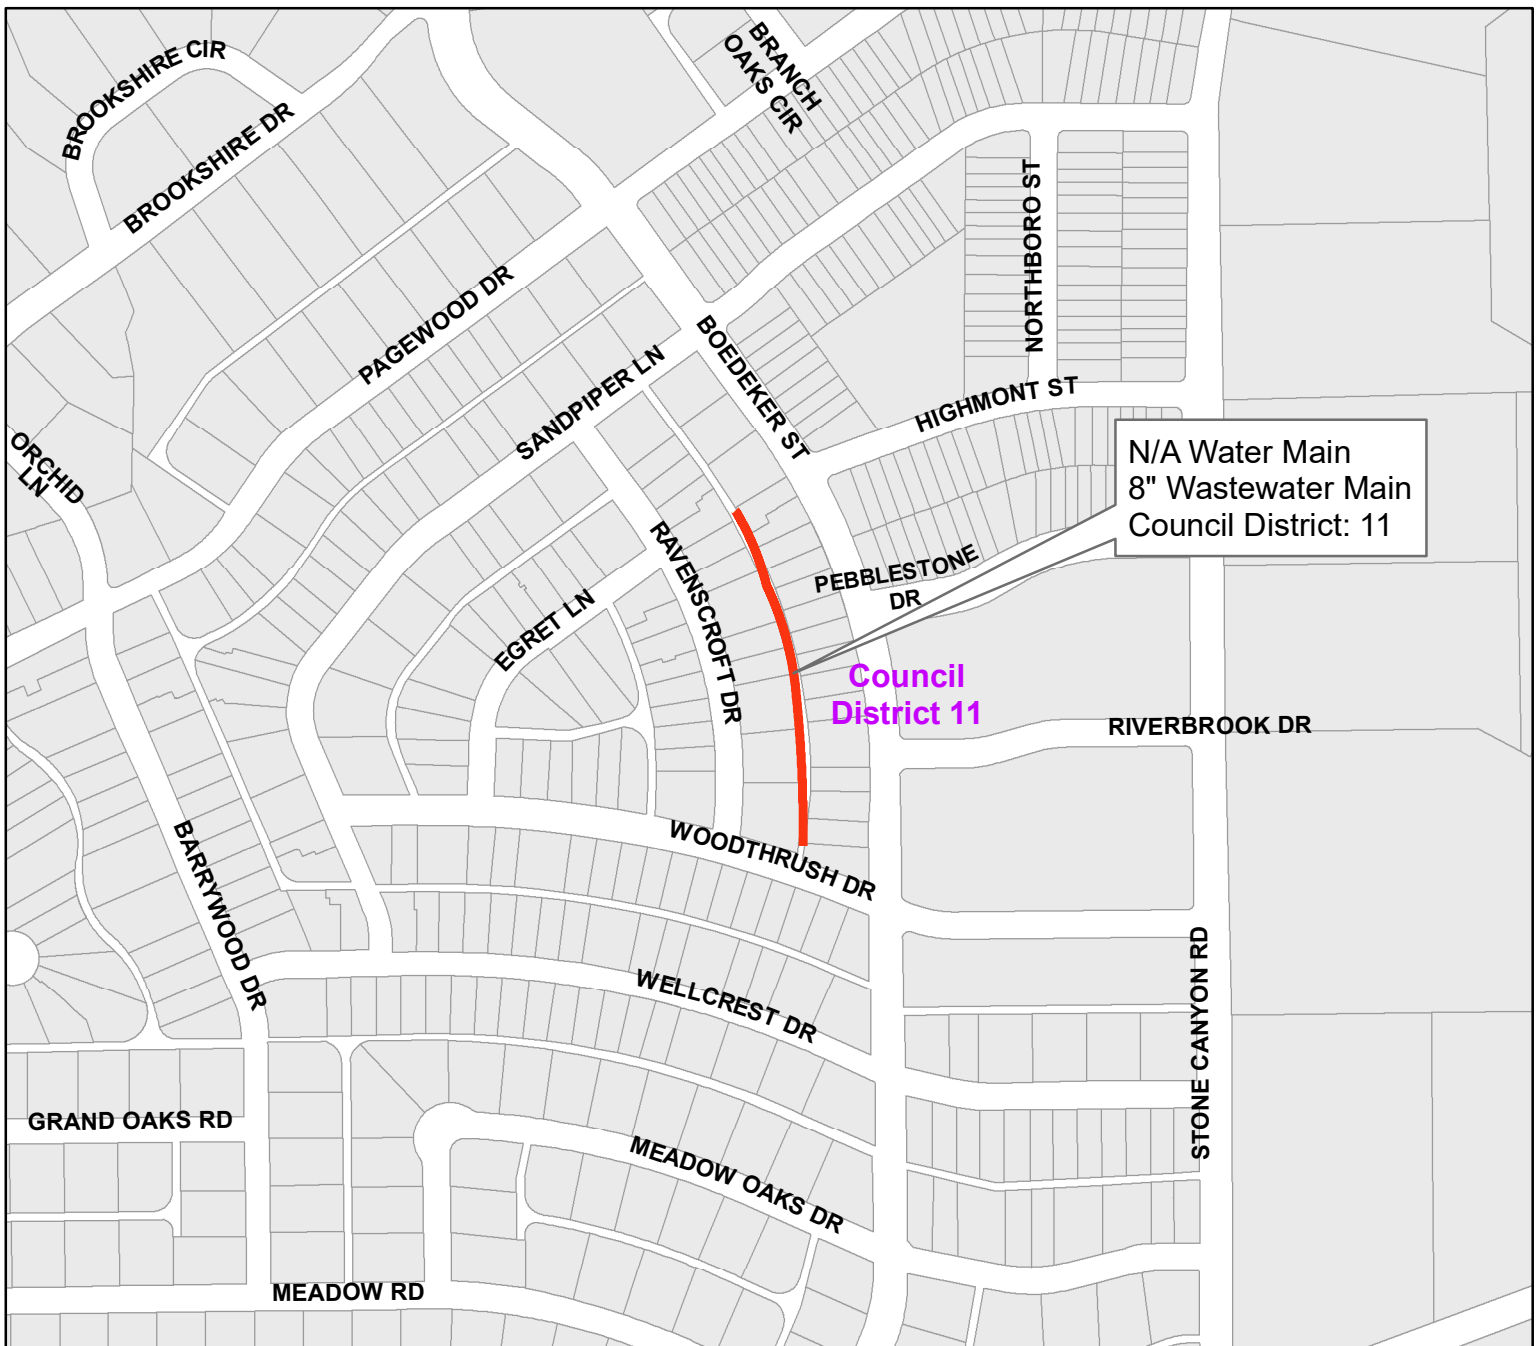 BROOKSHIRE CIR
BRANCH
OAKS CIR
BROOKSHIRE DR
NORTHBORO ST
PAGEWOOD DR
BOEDEKER ST
SANDPIPER LN
HIGHMONT ST
ORCHID
LN
N/A Water Main
8" Wastewater Main
Council District: 11
RAVENSCROFT DR
PEBBLESTONE
DR
EGRET LN
Council
District 11
RIVERBROOK DR
BARRYWOOD DR
WOODTHRUSH DR
WELLCREST DR
STONE CANYON RD
GRAND OAKS RD
MEADOW OAKS DR
MEADOW RD